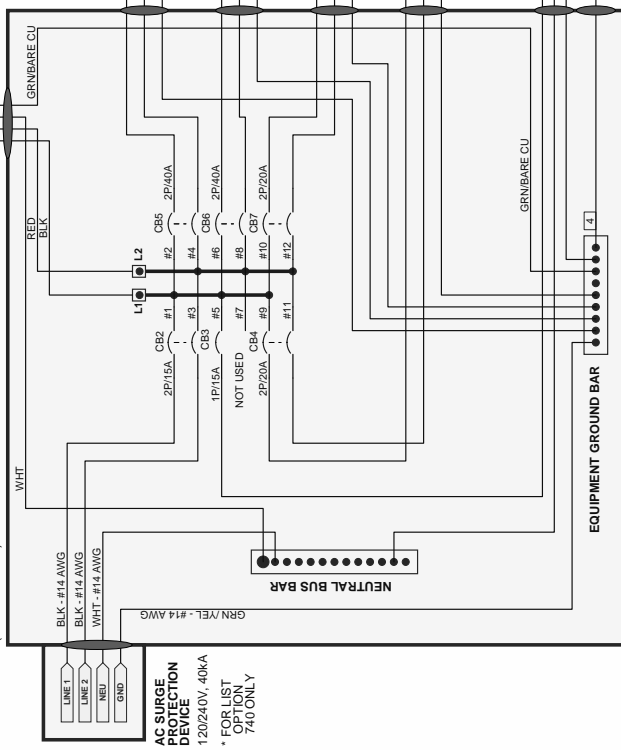 GRN/BARE CU
RED
BLK
WHT
L2
L1
2P/40A
2P/40A
2P/20A
CB5
CB6
CB7
#2
#4
#6
#8
#10
#12
#1
#3
#5
#7
#9
#11
CB2
CB3
CB4
2P/15A
1P/15A
NOT USED
2P/20A
GRN/BARE CU
4
EQUIPMENT GROUND BAR
NEUTRAL BUS BAR
BLK - #14 AWG
BLK - #14 AWG
WHT - #14 AWG
GRN/YEL - #14 AWG
LINE 1
LINE 2
NEU
GND
AC SURGE
PROTECTION
DEVICE
120/240V, 40kA
* FOR LIST
OPTION
740 ONLY